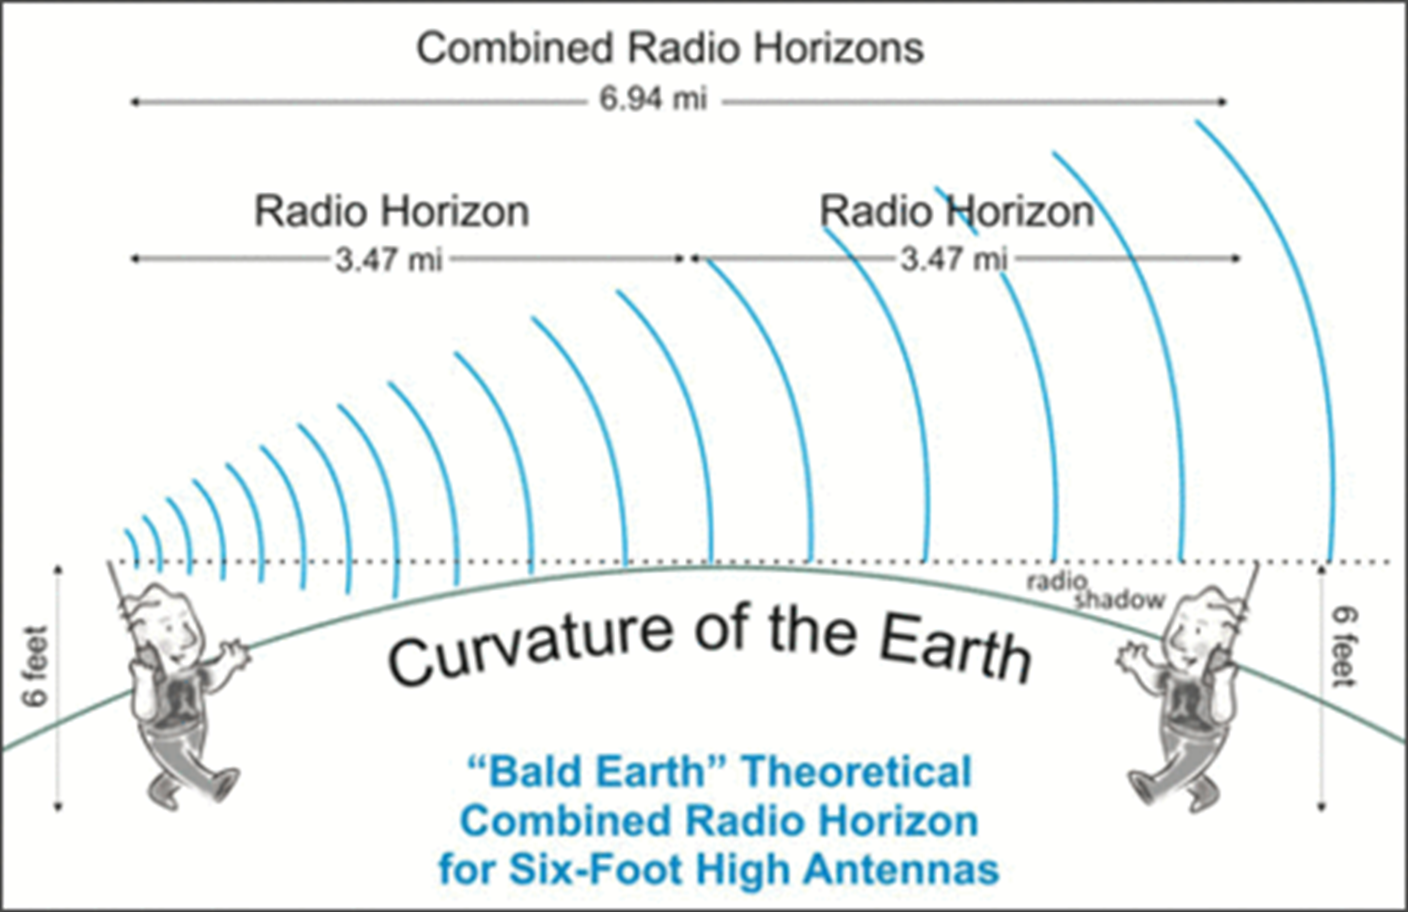 Combined Radio Horizons
6.94 mi
Radio Horizon
3.47 mi
Radio Horizon
3.47 mi
radio
shadow
6 feet
6 feet
Curvature of the Earth
“Bald Earth” Theoretical
Combined Radio Horizon
for Six-Foot High Antennas